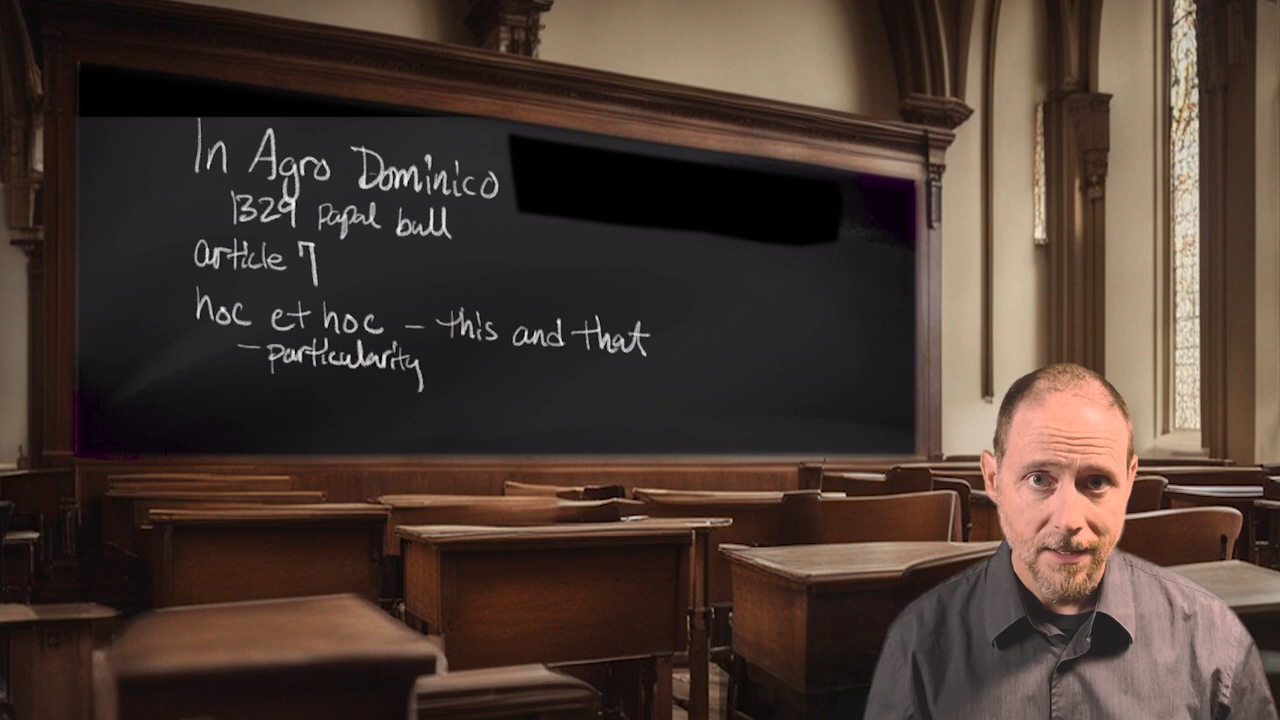 In Agro Dominico
1329 papal bull
article 7
hoc et hoc – this and that
– particularity